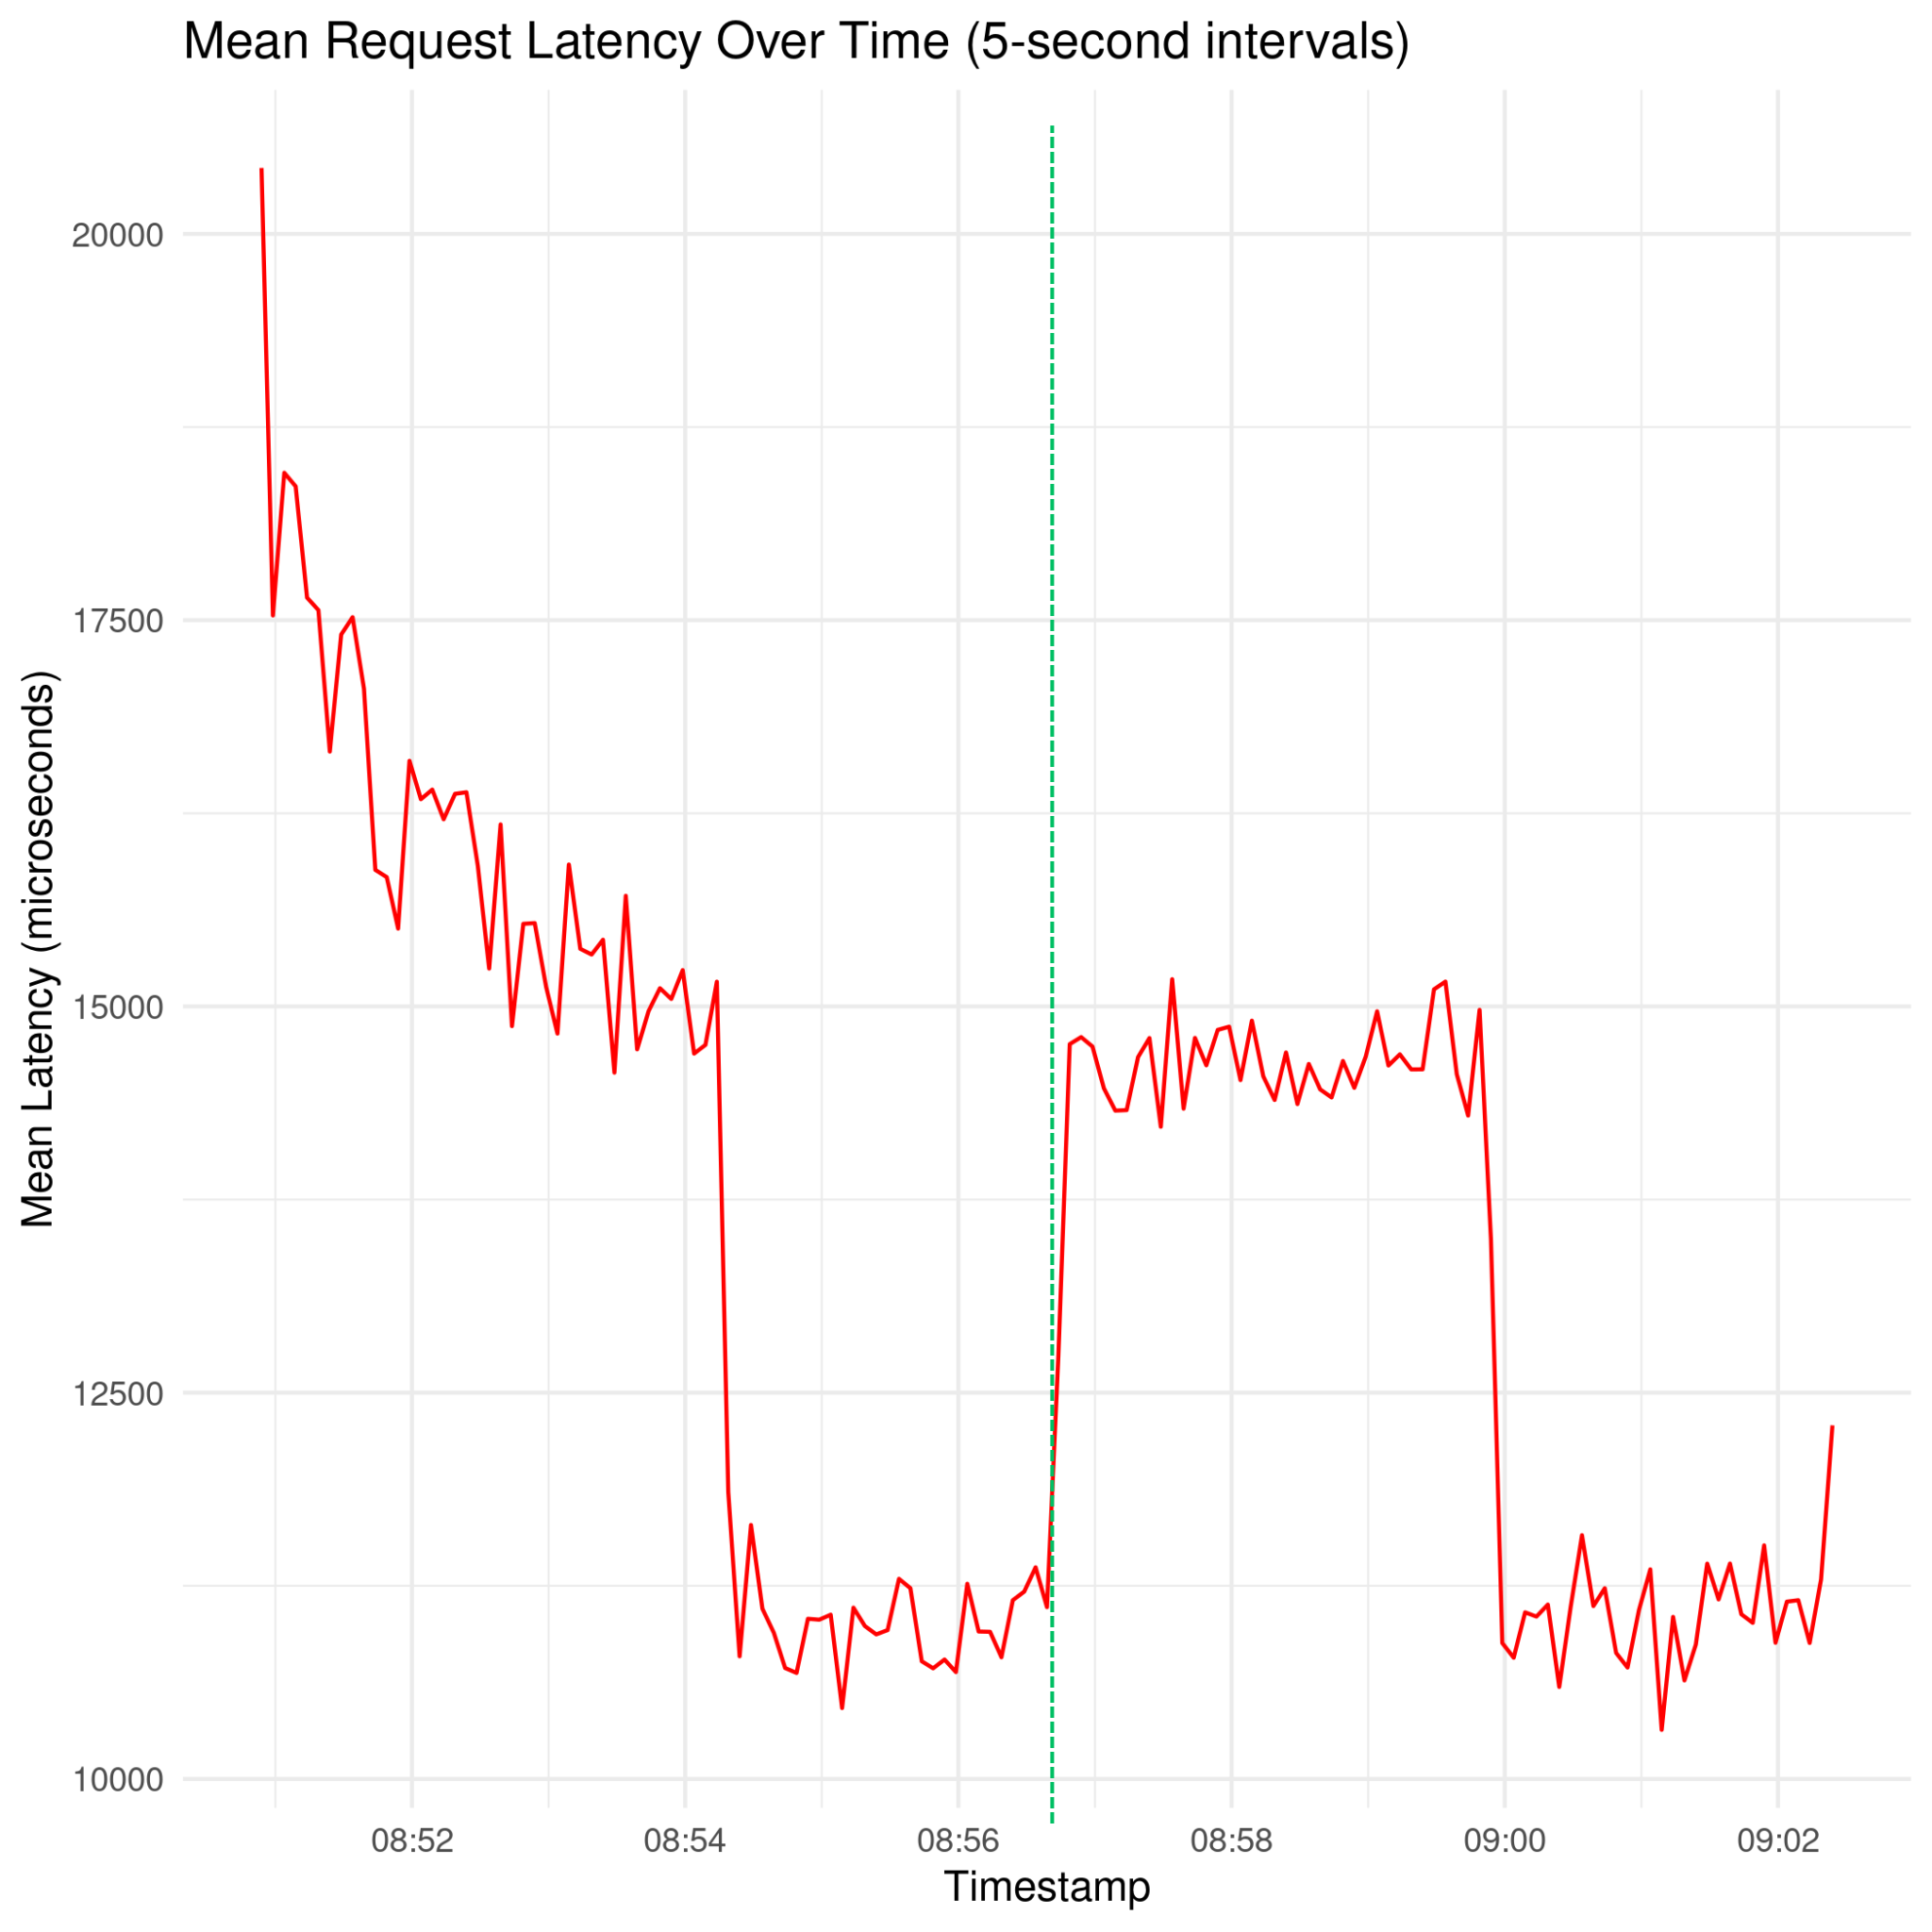 Mean Request Latency Over Time (5-second intervals)
Mean Latency (microseconds)
20000
17500
15000
12500
10000
08:52 08:54 08:56 08:58 09:00 09:02
Timestamp